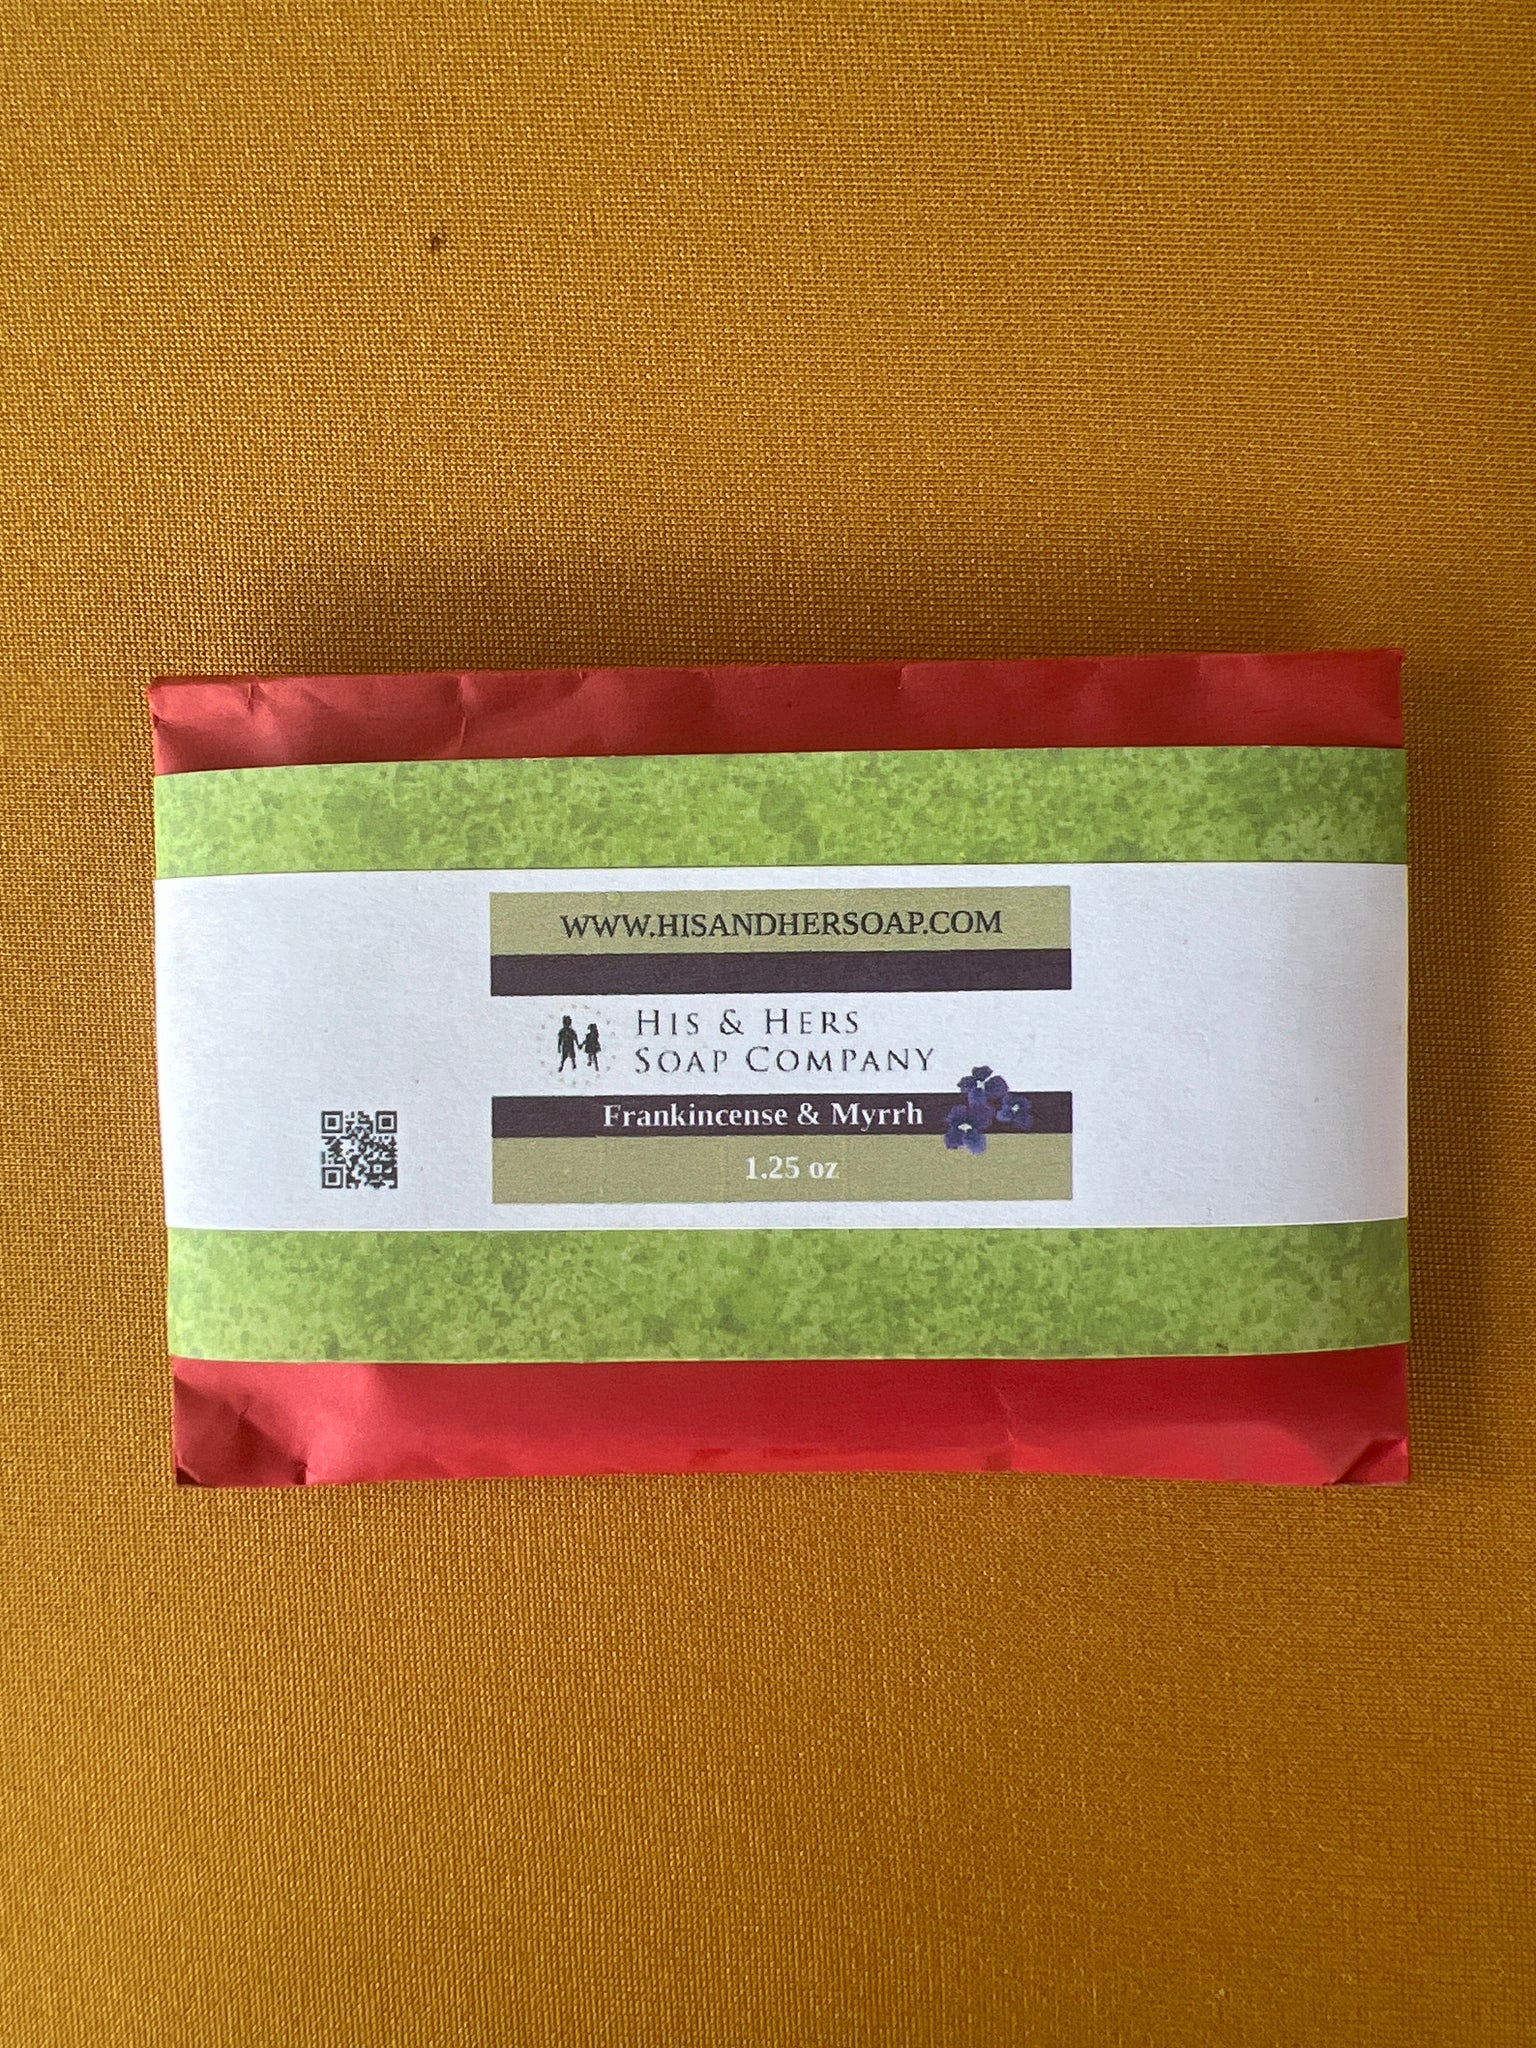 WWW.HISANDHERSOAP.COM
HIS & HERS
SOAP COMPANY
Frankincense & Myrrh
1.25 oz